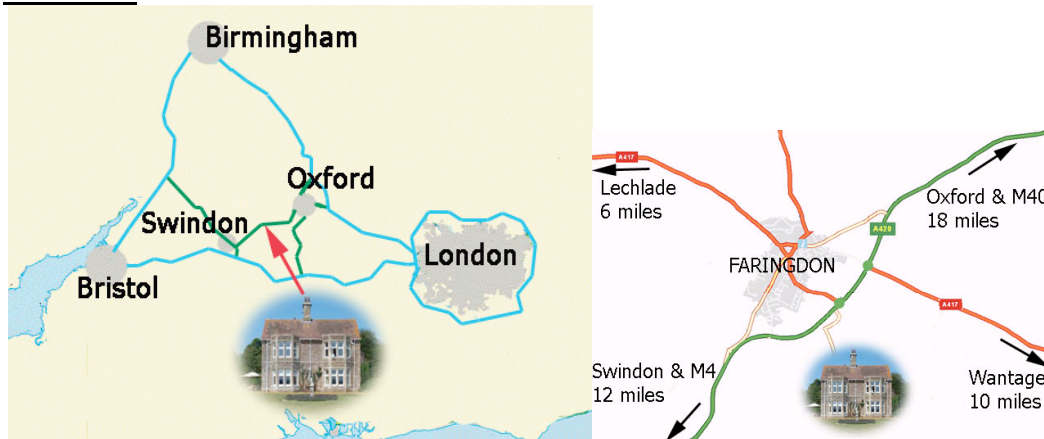 Birmingham
Oxford
Swindon
London
Bristol
A417
Lechlade
6 miles
Oxford & M40
18 miles
A420
FARINGDON
A417
Swindon & M4
12 miles
Wantage
10 miles